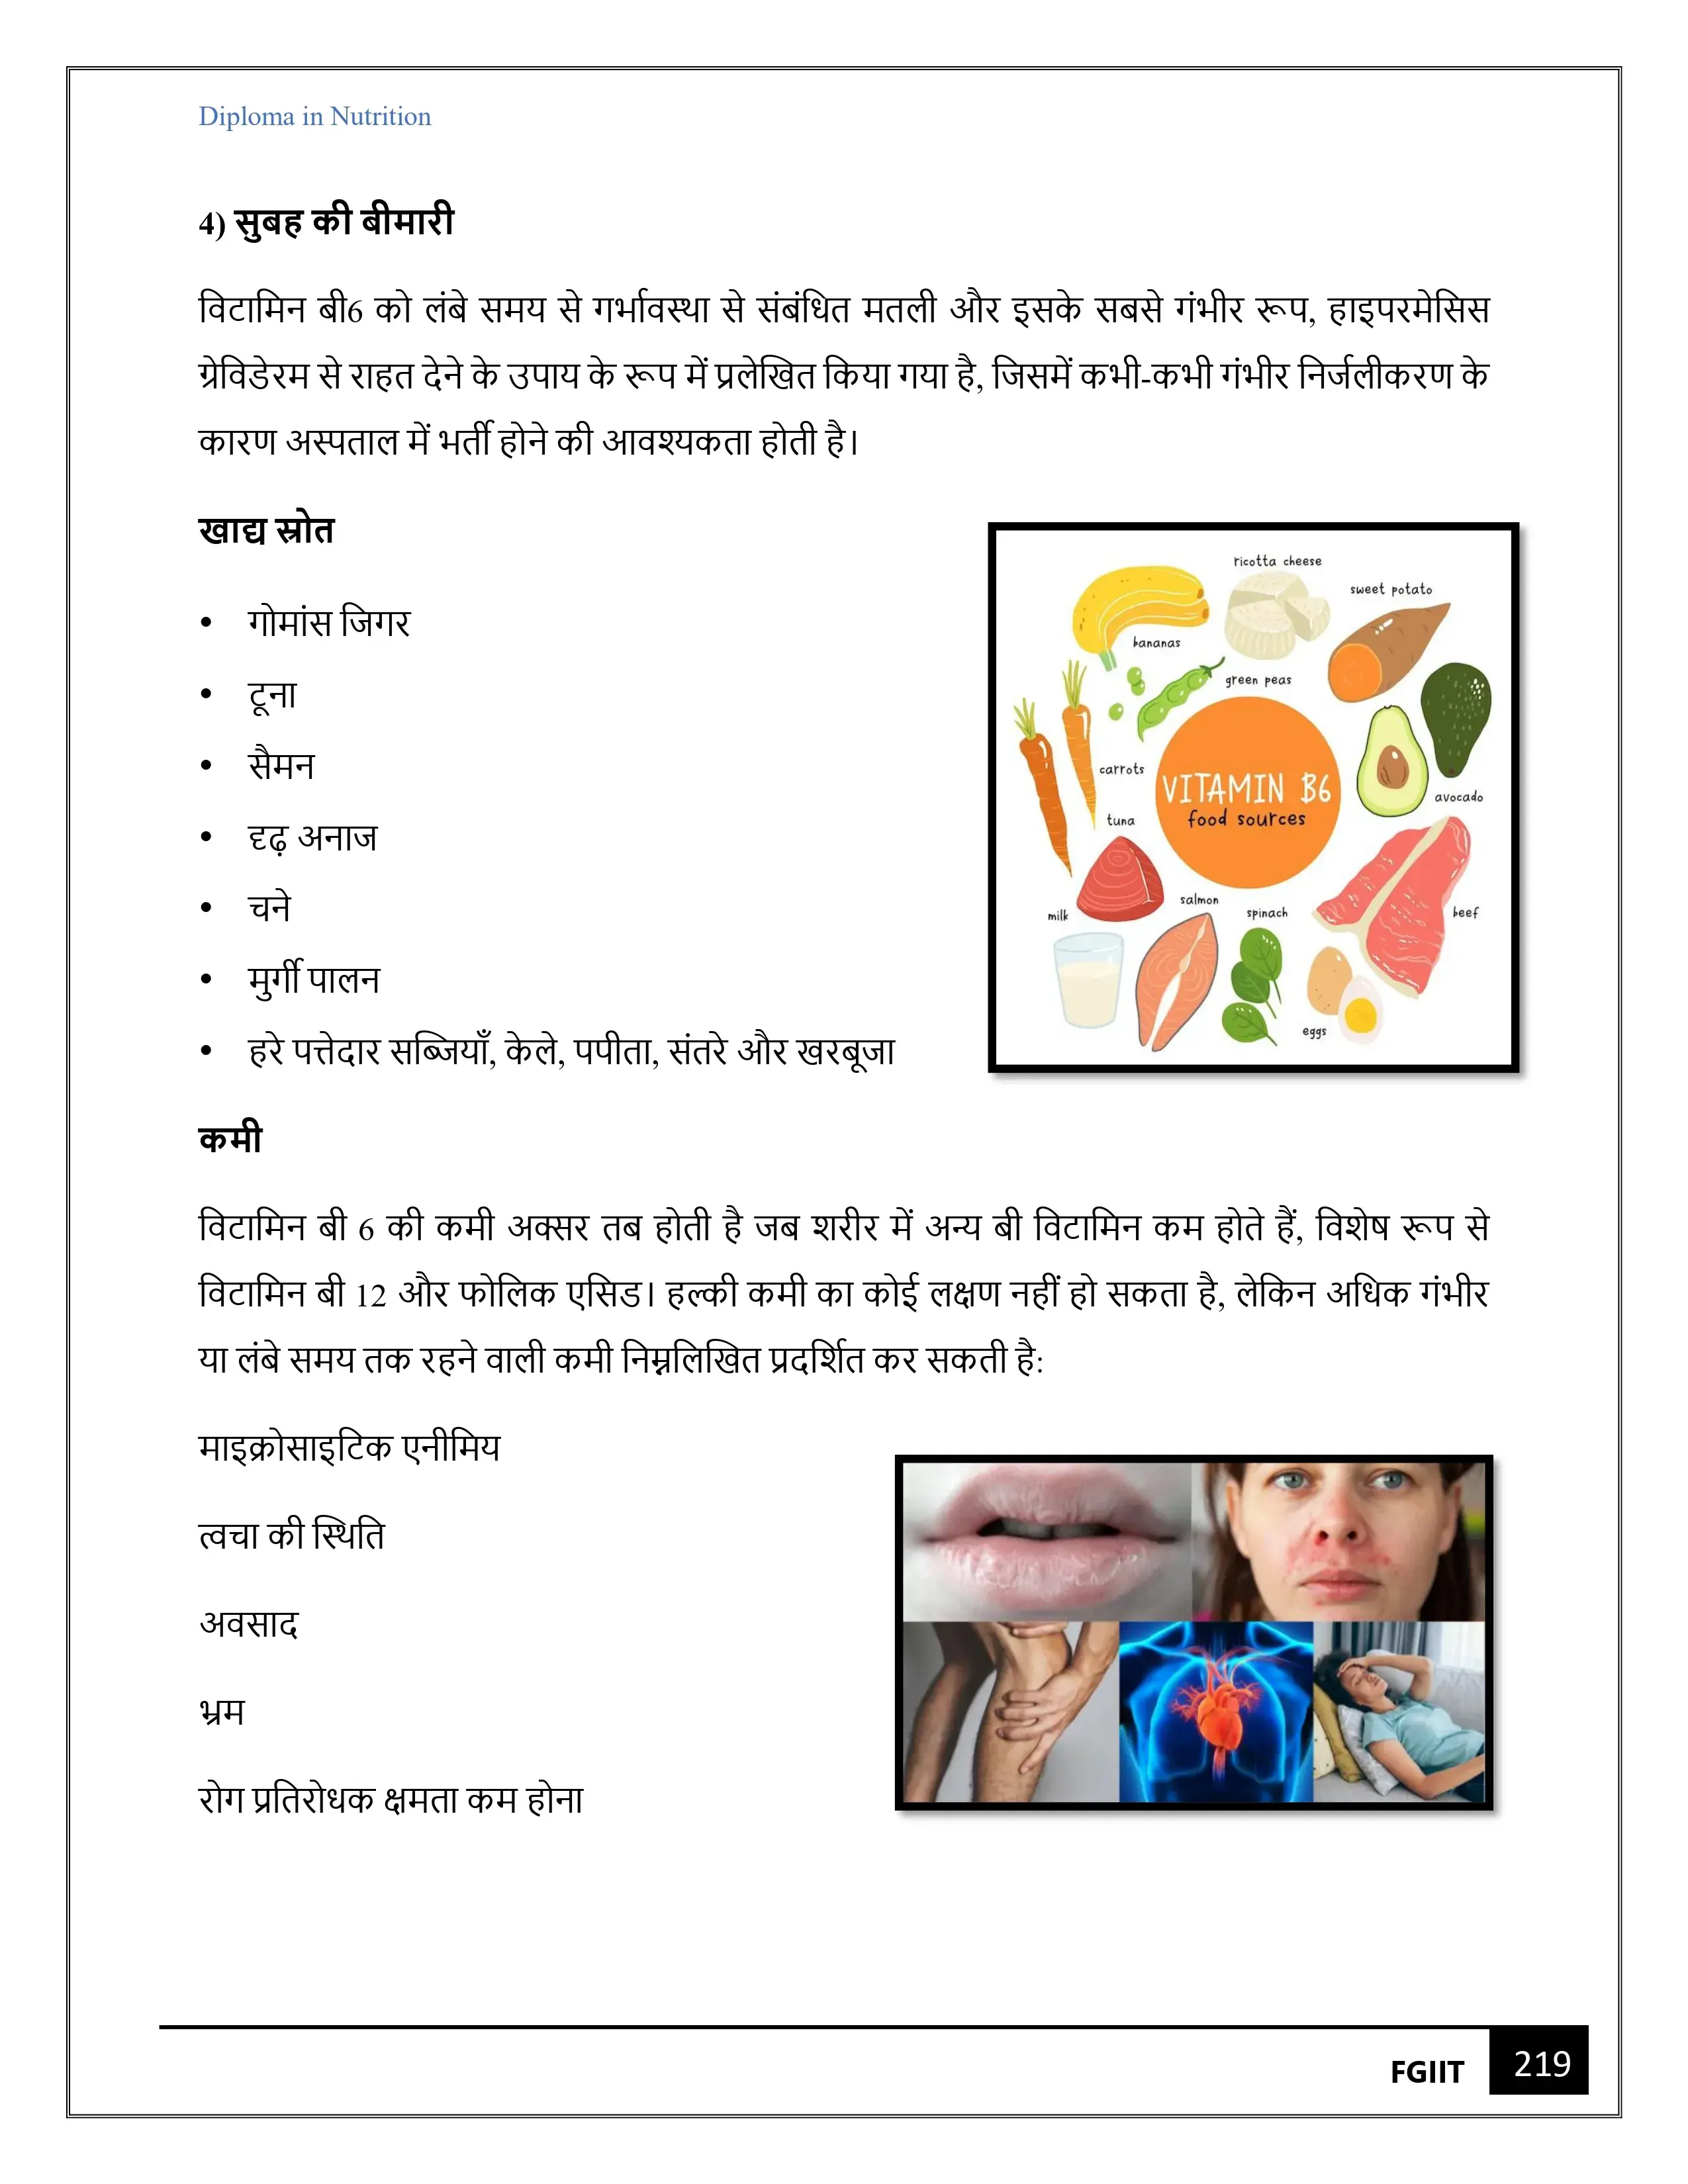 Diploma in Nutrition
4) सुबह की बीमारी
विटामिन बी6 को लंबे समय से गर्भावस्था से संबंधित मतली और इसके सबसे गंभीर रूप, हाइपरमेसिस
ग्रेविडेरम से राहत देने के उपाय के रूप में प्रलेखित किया गया है, जिसमें कभी-कभी गंभीर निर्जलीकरण के
कारण अस्पताल में भर्ती होने की आवश्यकता होती है।
खाद्य स्रोत
• गोमांस जिगर
• टूना
• सैमन
• दृढ़ अनाज
• चने
• मुर्गी पालन
• हरे पत्तेदार सब्जियाँ, केले, पपीता, संतरे और खरबूजा
ricotta cheese
sweet potato
bananas
green peas
carrots
avocado
VITAMIN B6
food sources
tuna
salmon
milk
spinach
beef
eggs
कमी
विटामिन बी 6 की कमी अक्सर तब होती है जब शरीर में अन्य बी विटामिन कम होते हैं, विशेष रूप से
विटामिन बी 12 और फोलिक एसिड। हल्की कमी का कोई लक्षण नहीं हो सकता है, लेकिन अधिक गंभीर
या लंबे समय तक रहने वाली कमी निम्नलिखित प्रदर्शित कर सकती है:
माइक्रोसाइटिक एनीमिय
त्वचा की स्थिति
अवसाद
भ्रम
रोग प्रतिरोधक क्षमता कम होना
FGIIT 219